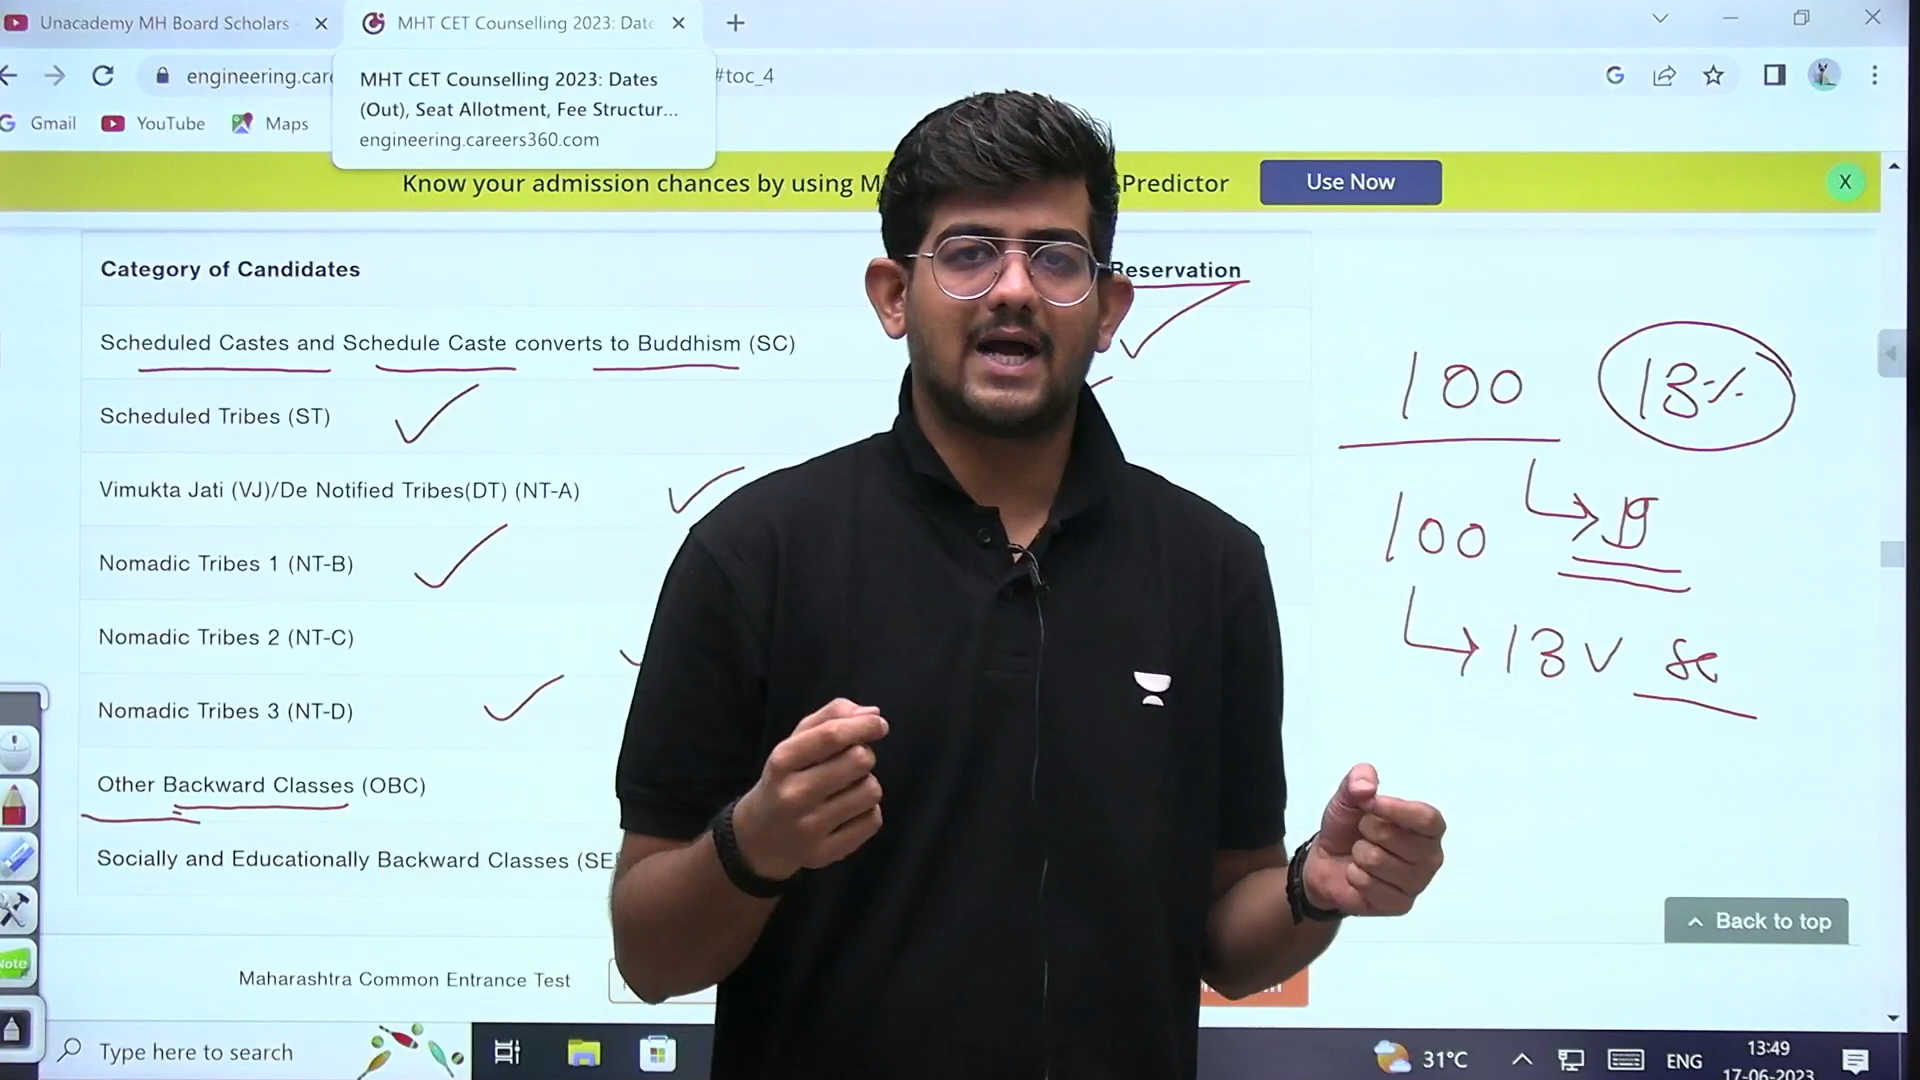 Unacademy MH Board Scholars
MHT CET Counselling 2023: Date
engineering.care
#toc_4
MHT CET Counselling 2023: Dates
(Out), Seat Allotment, Fee Structur...
engineering.careers360.com
Gmail
YouTube
Maps
Know your admission chances by using M
Predictor
Use Now
X
Category of Candidates
Reservation
Scheduled Castes and Schedule Caste converts to Buddhism (SC)
Scheduled Tribes (ST)
Vimukta Jati (VJ)/De Notified Tribes(DT) (NT-A)
Nomadic Tribes 1 (NT-B)
Nomadic Tribes 2 (NT-C)
Nomadic Tribes 3 (NT-D)
Other Backward Classes (OBC)
Socially and Educationally Backward Classes (SE
100
13%
100
13
SC
Back to top
Maharashtra Common Entrance Test
Note
Type here to search
31°C
ENG
13:49
17-06-2023